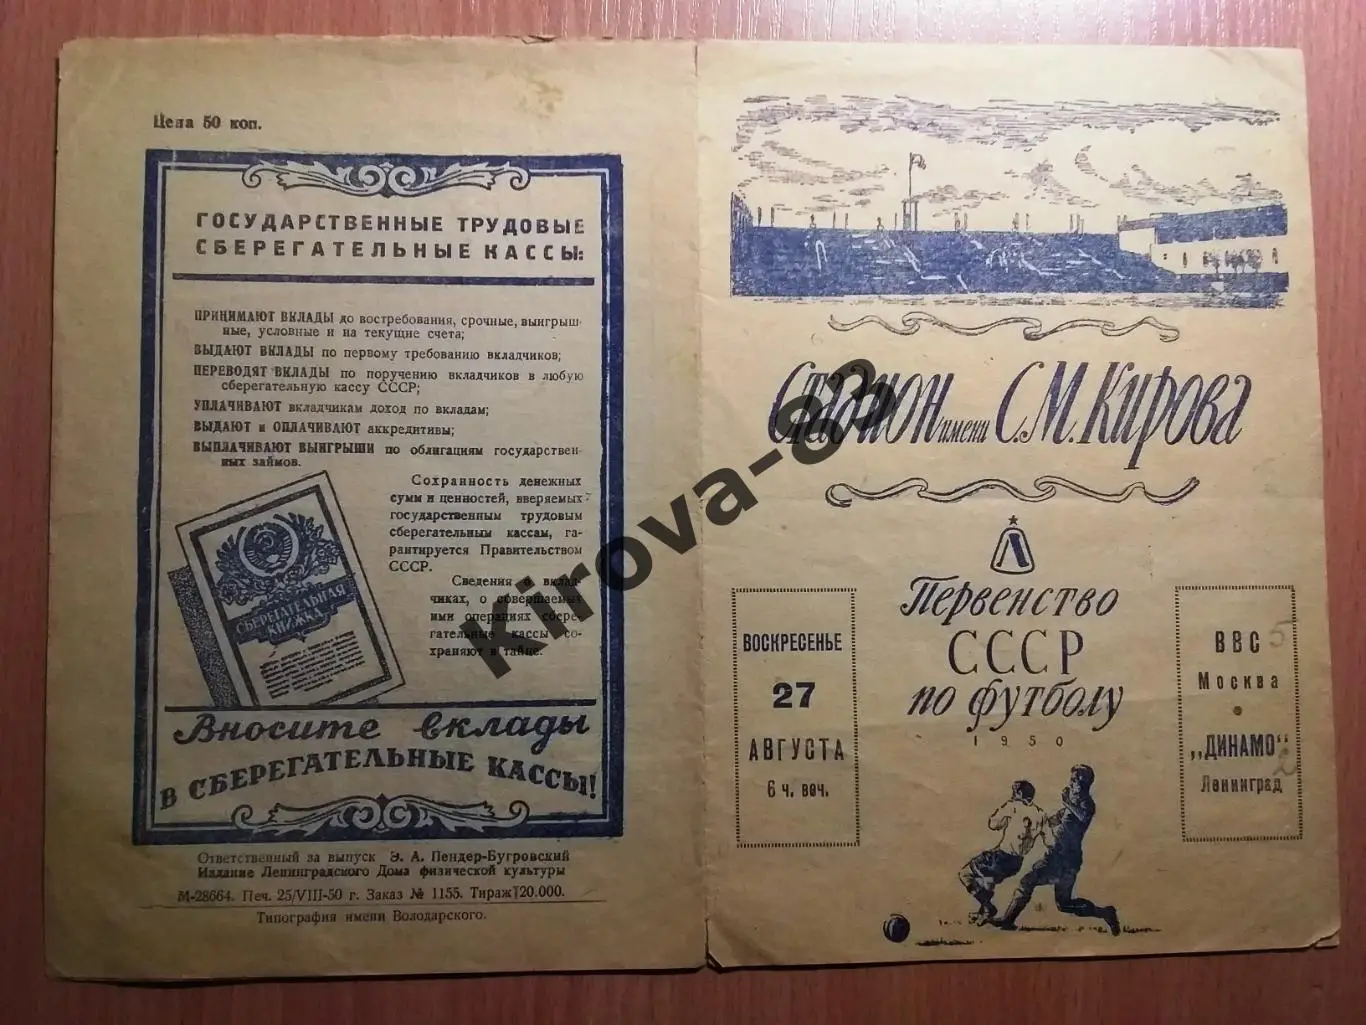 Цена 50 коп.
ГОСУДАРСТВЕННЫЕ ТРУДОВЫЕ
СБЕРЕГАТЕЛЬНЫЕ КАССЫ:
ПРИНИМАЮТ ВКЛАДЫ до востребования, срочные, выигрыш-
ные, условные и на текущие счета;
ВЫДАЮТ ВКЛАДЫ по первому требованию вкладчиков;
ПЕРЕВОДЯТ ВКЛАДЫ по поручению вкладчиков в любую
сберегательную кассу СССР;
УПЛАЧИВАЮТ вкладчикам доход по вкладам;
ВЫДАЮТ и ОПЛАЧИВАЮТ аккредитивы;
ВЫПЛАЧИВАЮТ ВЫИГРЫШИ по облигациям государствен-
ных займов.
Сохранность денежных
сумм и ценностей, вверяемых
государственным трудовым
сберегательным кассам, га-
рантируется Правительством
СССР.
Сведения о вклад-
чиках, о совершаемых
ими операциях сбере-
гательные кассы со-
храняют в тайне.
СБЕРЕГАТЕЛЬНАЯ
КНИЖКА
Вносите вклады
В СБЕРЕГАТЕЛЬНЫЕ КАССЫ!
Ответственный за выпуск Э. А. Пендер-Бугровский
Издание Ленинградского Дома физической культуры
М-28664. Печ. 25/VIII-50 г. Заказ № 1155. Тираж 20.000.
Типография имени Володарского.
Стадион имени С.М.Кирова
Л
Первенство
СССР
по футболу
1950
ВОСКРЕСЕНЬЕ
27
АВГУСТА
6 ч. веч.
ВВС 5
Москва
•
„ДИНАМО“ 2
Ленинград
Kirova-82